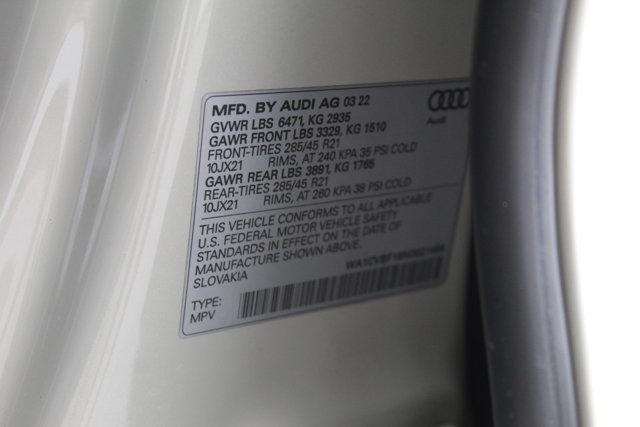 MFD. BY AUDI AG 03 22
GVWR LBS 6471, KG 2935
GAWR FRONT LBS 3329, KG 1510
FRONT-TIRES 285/45 R21
10JX21 RIMS, AT 240 KPA 35 PSI COLD
GAWR REAR LBS 3891, KG 1765
REAR-TIRES 285/45 R21
10JX21 RIMS, AT 260 KPA 38 PSI COLD
Audi
THIS VEHICLE CONFORMS TO ALL APPLICABLE
U.S. FEDERAL MOTOR VEHICLE SAFETY
STANDARDS IN EFFECT ON THE DATE OF
MANUFACTURE SHOWN ABOVE.
SLOVAKIA
TYPE:
MPV